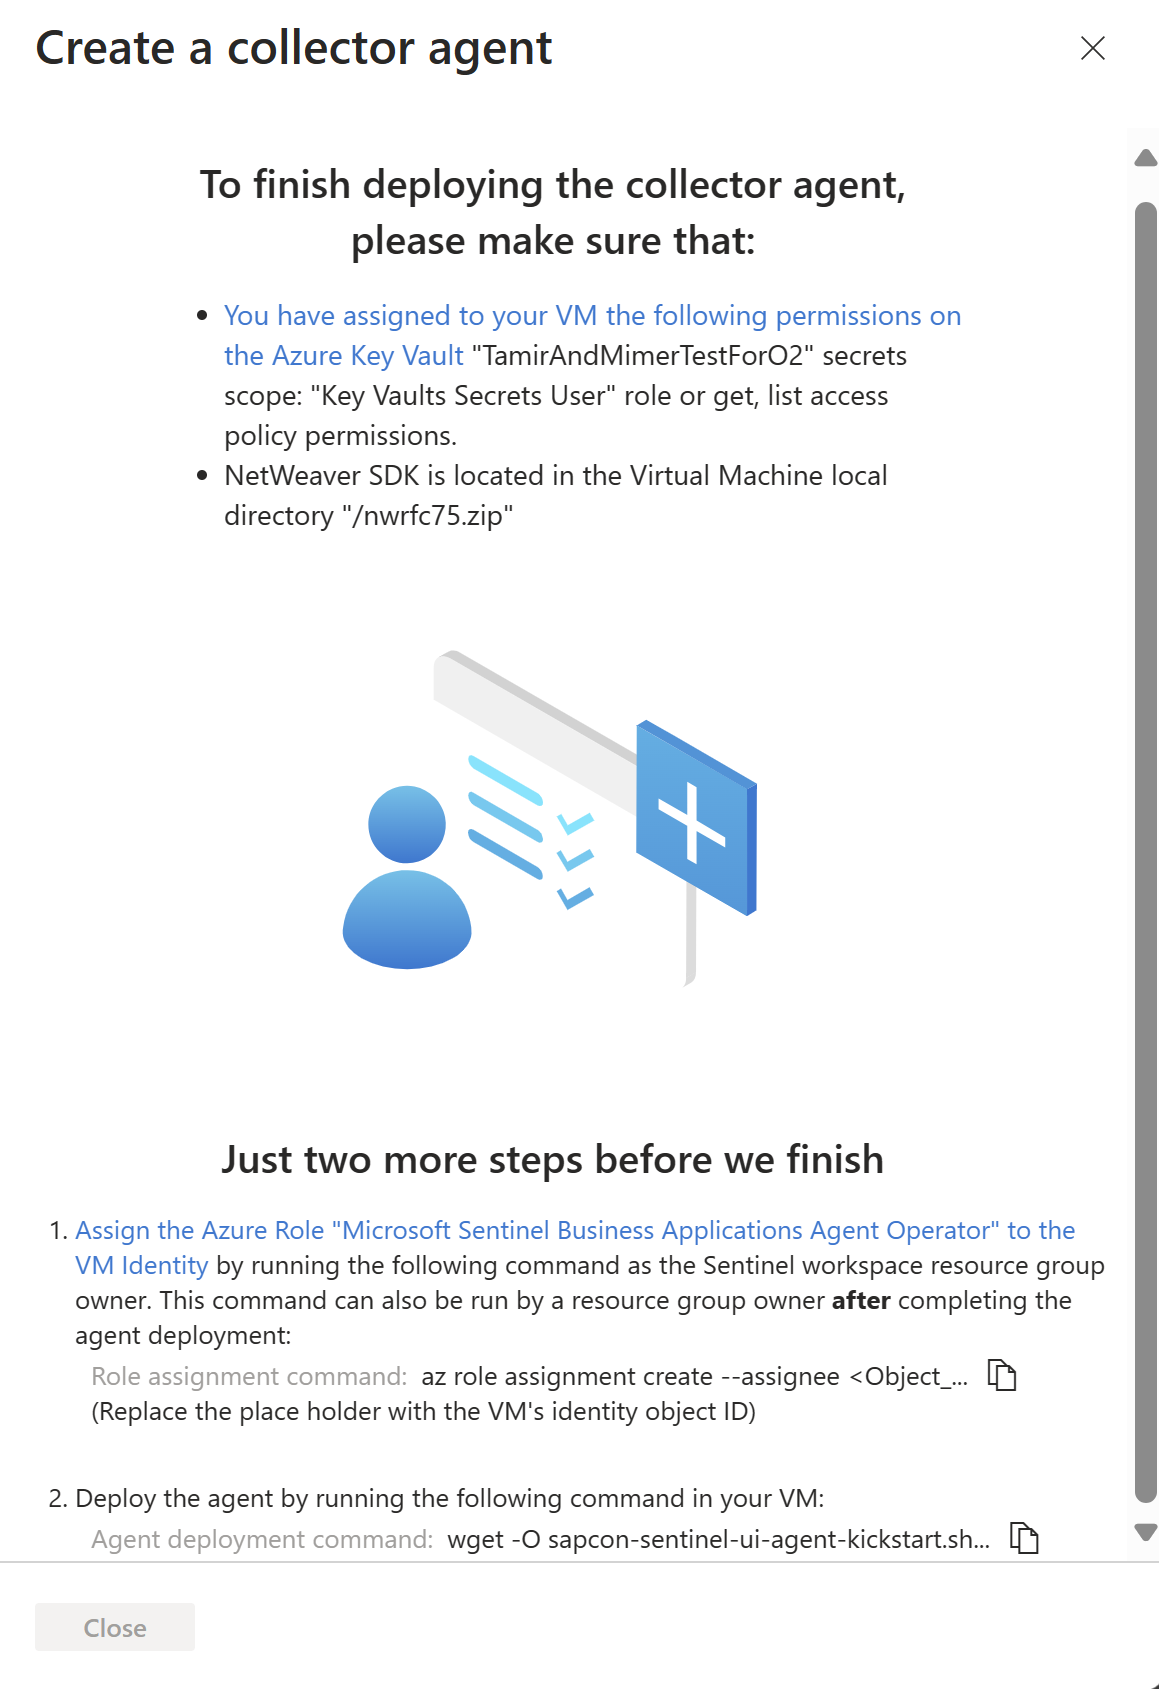 Create a collector agent
To finish deploying the collector agent,
please make sure that:
• You have assigned to your VM the following permissions on
the Azure Key Vault "TamirAndMimerTestForO2" secrets
scope: "Key Vaults Secrets User" role or get, list access
policy permissions.
• NetWeaver SDK is located in the Virtual Machine local
directory "/nwrfc75.zip"
Just two more steps before we finish
1. Assign the Azure Role "Microsoft Sentinel Business Applications Agent Operator" to the
VM Identity by running the following command as the Sentinel workspace resource group
owner. This command can also be run by a resource group owner after completing the
agent deployment:
Role assignment command: az role assignment create --assignee <Object_...
(Replace the place holder with the VM's identity object ID)
2. Deploy the agent by running the following command in your VM:
Agent deployment command: wget -O sapcon-sentinel-ui-agent-kickstart.sh...
Close